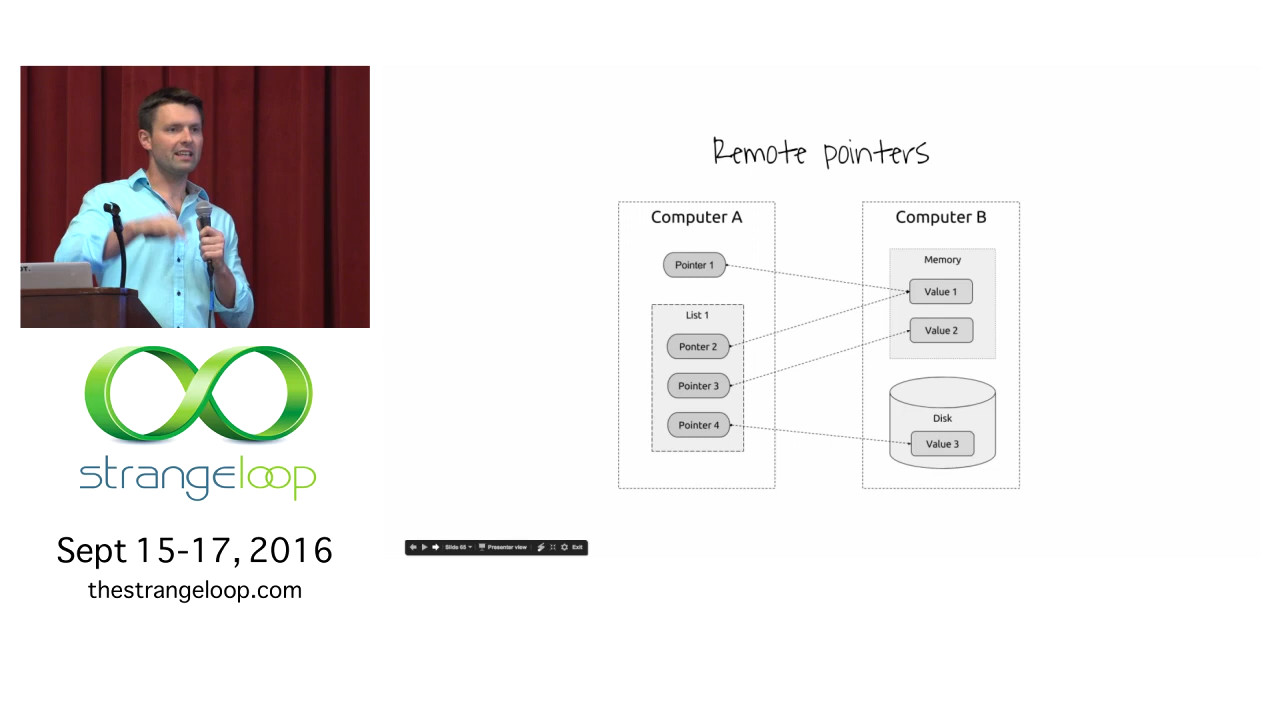 Remote pointers
Computer A
Computer B
Pointer 1
Memory
Value 1
List 1
Value 2
Ponter 2
Pointer 3
Pointer 4
Disk
Value 3
strangeloop
Sept 15-17, 2016
thestrangeloop.com
Presenter view
Exit